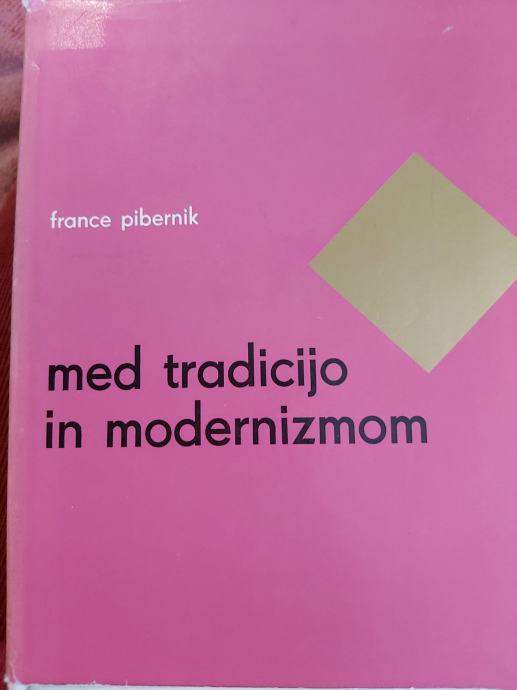 france pibernik
med tradicijo
in modernizmom